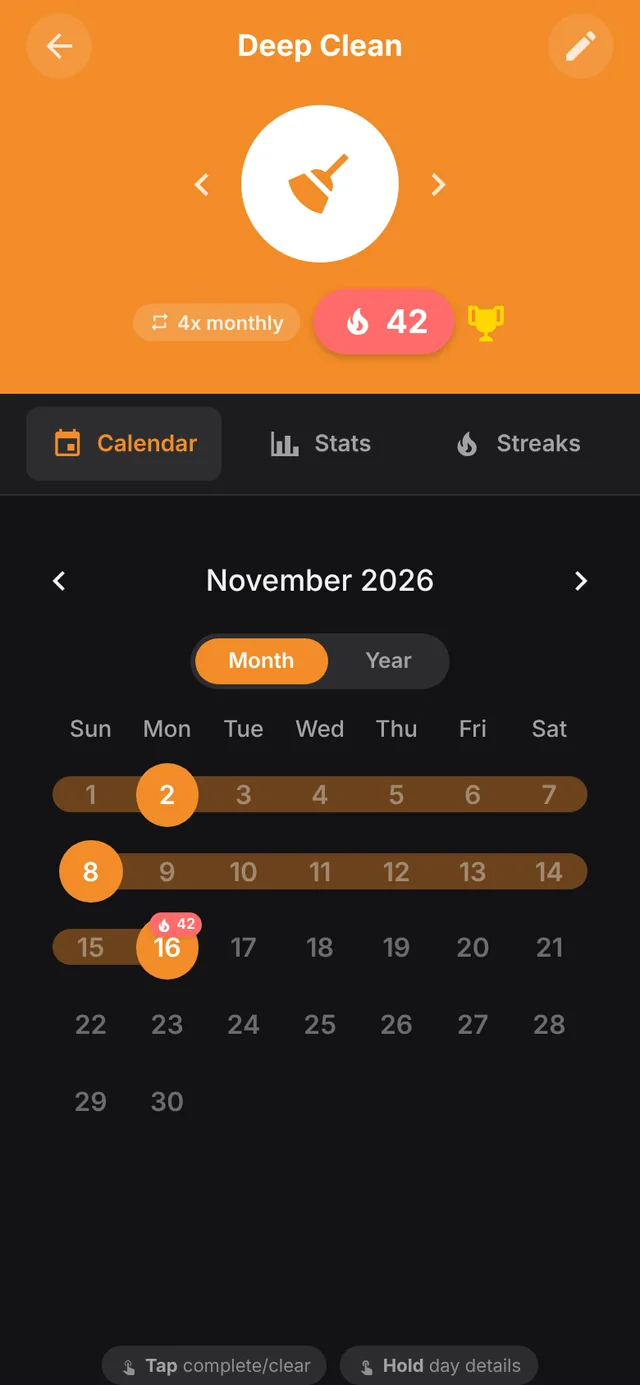 Deep Clean
4x monthly 42
Calendar Stats Streaks
November 2026
Month Year
Sun Mon Tue Wed Thu Fri Sat
1 2 3 4 5 6 7
8 9 10 11 12 13 14
42
15 16 17 18 19 20 21
22 23 24 25 26 27 28
29 30
Tap complete/clear Hold day details